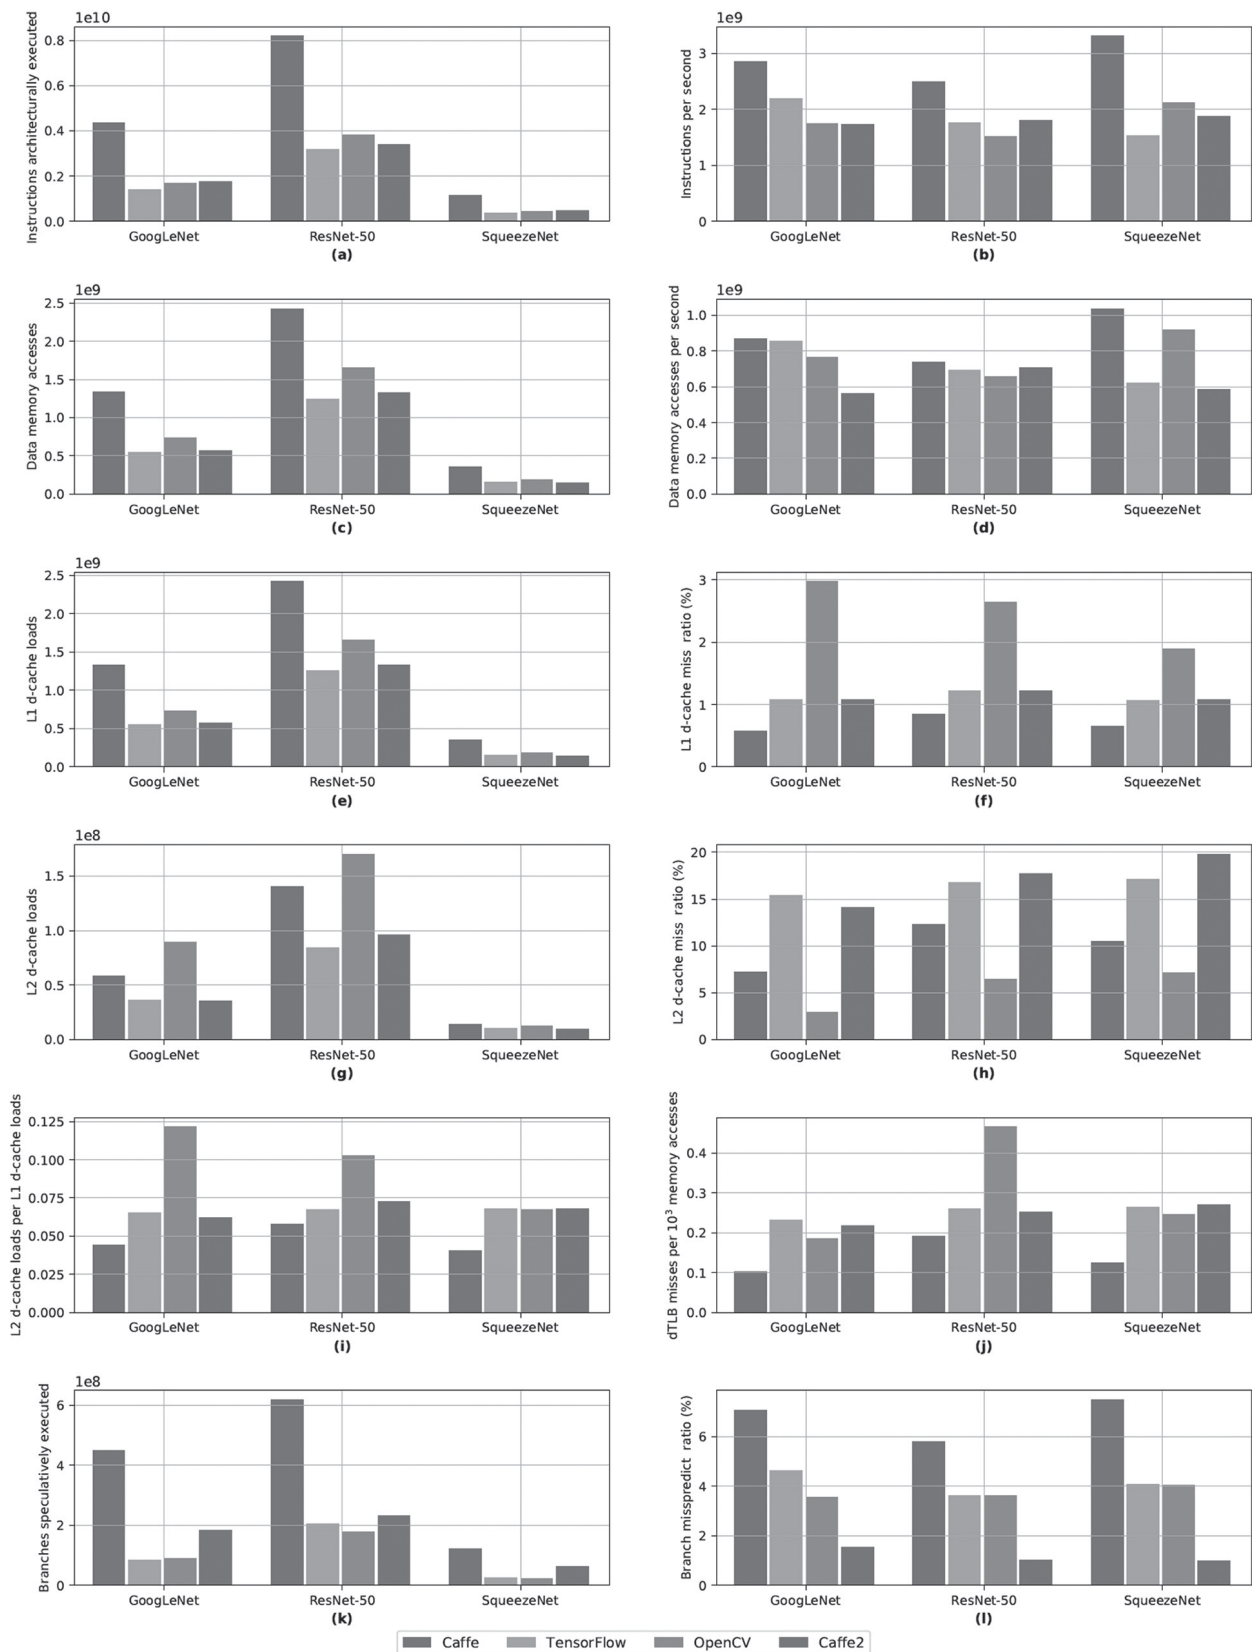 1e10
Instructions architecturally executed
0.8
0.6
0.4
0.2
0.0
GoogLeNet ResNet-50 SqueezeNet
(a)
1e9
Instructions per second
3
2
1
0
GoogLeNet ResNet-50 SqueezeNet
(b)
1e9
Data memory accesses
2.5
2.0
1.5
1.0
0.5
0.0
GoogLeNet ResNet-50 SqueezeNet
(c)
1e9
Data memory accesses per second
1.0
0.8
0.6
0.4
0.2
0.0
GoogLeNet ResNet-50 SqueezeNet
(d)
1e9
L1 d-cache loads
2.5
2.0
1.5
1.0
0.5
0.0
GoogLeNet ResNet-50 SqueezeNet
(e)
L1 d-cache miss ratio (%)
3
2
1
0
GoogLeNet ResNet-50 SqueezeNet
(f)
1e8
L2 d-cache loads
1.5
1.0
0.5
0.0
GoogLeNet ResNet-50 SqueezeNet
(g)
L2 d-cache miss ratio (%)
20
15
10
5
0
GoogLeNet ResNet-50 SqueezeNet
(h)
L2 d-cache loads per L1 d-cache loads
0.125
0.100
0.075
0.050
0.025
0.000
GoogLeNet ResNet-50 SqueezeNet
(i)
dTLB misses per 10³ memory accesses
0.4
0.3
0.2
0.1
0.0
GoogLeNet ResNet-50 SqueezeNet
(j)
1e8
Branches speculatively executed
6
4
2
0
GoogLeNet ResNet-50 SqueezeNet
(k)
Branch misspredict ratio (%)
6
4
2
0
GoogLeNet ResNet-50 SqueezeNet
(l)
Caffe TensorFlow OpenCV Caffe2